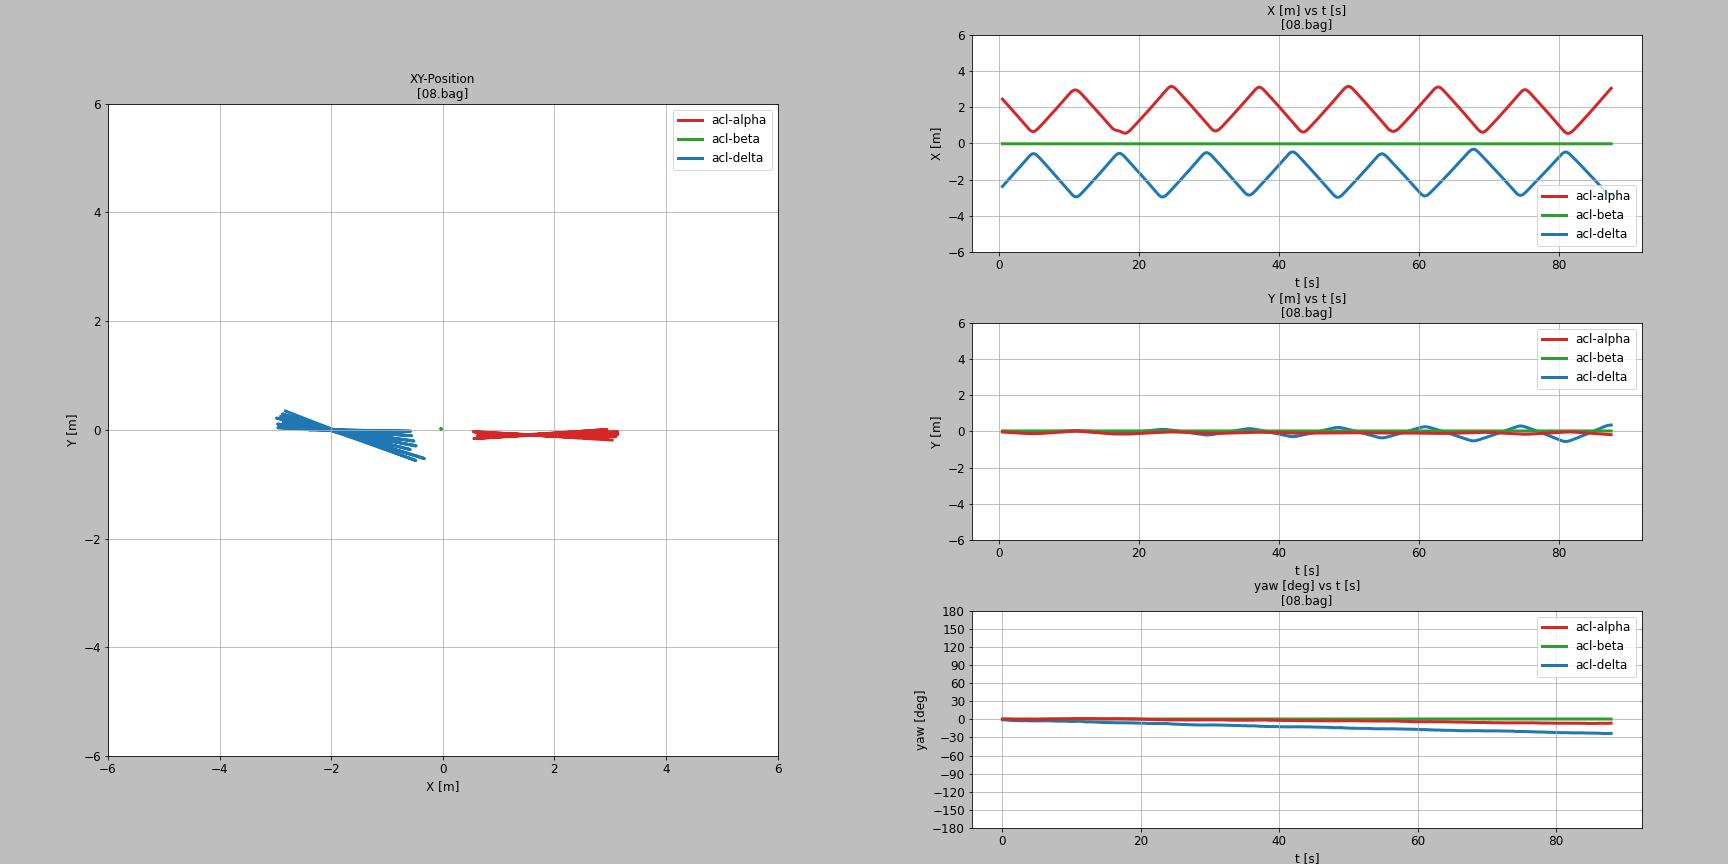 XY-Position
[08.bag]
6
4
2
0
−2
−4
−6
−6
−4
−2
0
2
4
6
X [m]
Y [m]
acl-alpha
acl-beta
acl-delta
X [m] vs t [s]
[08.bag]
6
4
2
0
−2
−4
−6
0
20
40
60
80
t [s]
X [m]
acl-alpha
acl-beta
acl-delta
Y [m] vs t [s]
[08.bag]
6
4
2
0
−2
−4
−6
0
20
40
60
80
t [s]
Y [m]
acl-alpha
acl-beta
acl-delta
yaw [deg] vs t [s]
[08.bag]
180
150
120
90
60
30
0
−30
−60
−90
−120
−150
−180
0
20
40
60
80
t [s]
yaw [deg]
acl-alpha
acl-beta
acl-delta